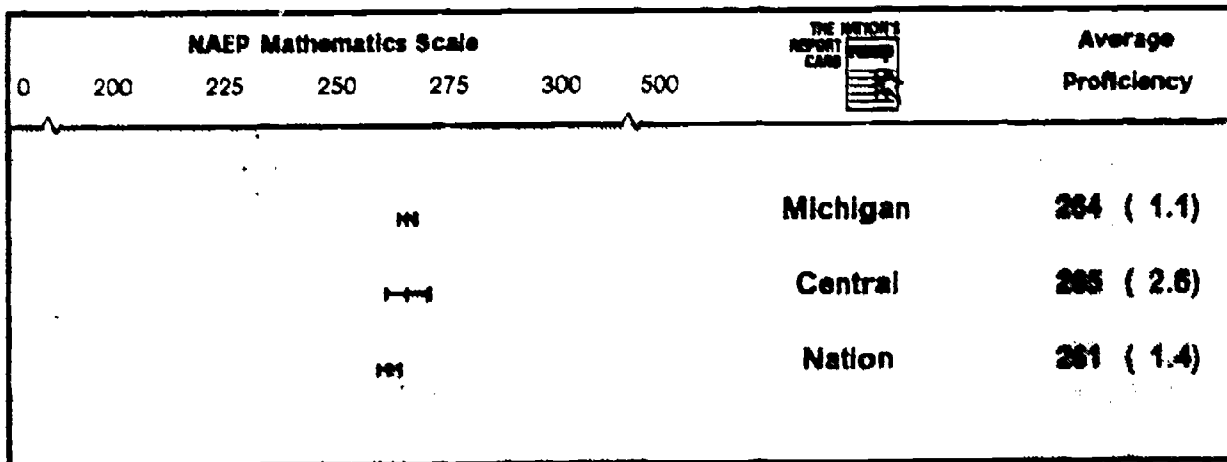 NAEP Mathematics Scale
0 200 225 250 275 300 500
THE NATION'S
REPORT
CARD
Average
Proficiency
Michigan 264 ( 1.1)
Central 265 ( 2.6)
Nation 261 ( 1.4)